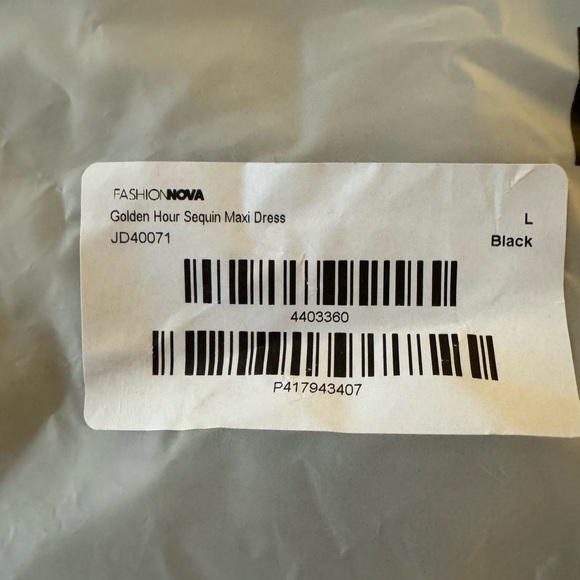 FASHIONNOVA
Golden Hour Sequin Maxi Dress L
JD40071 Black
4403360
P417943407